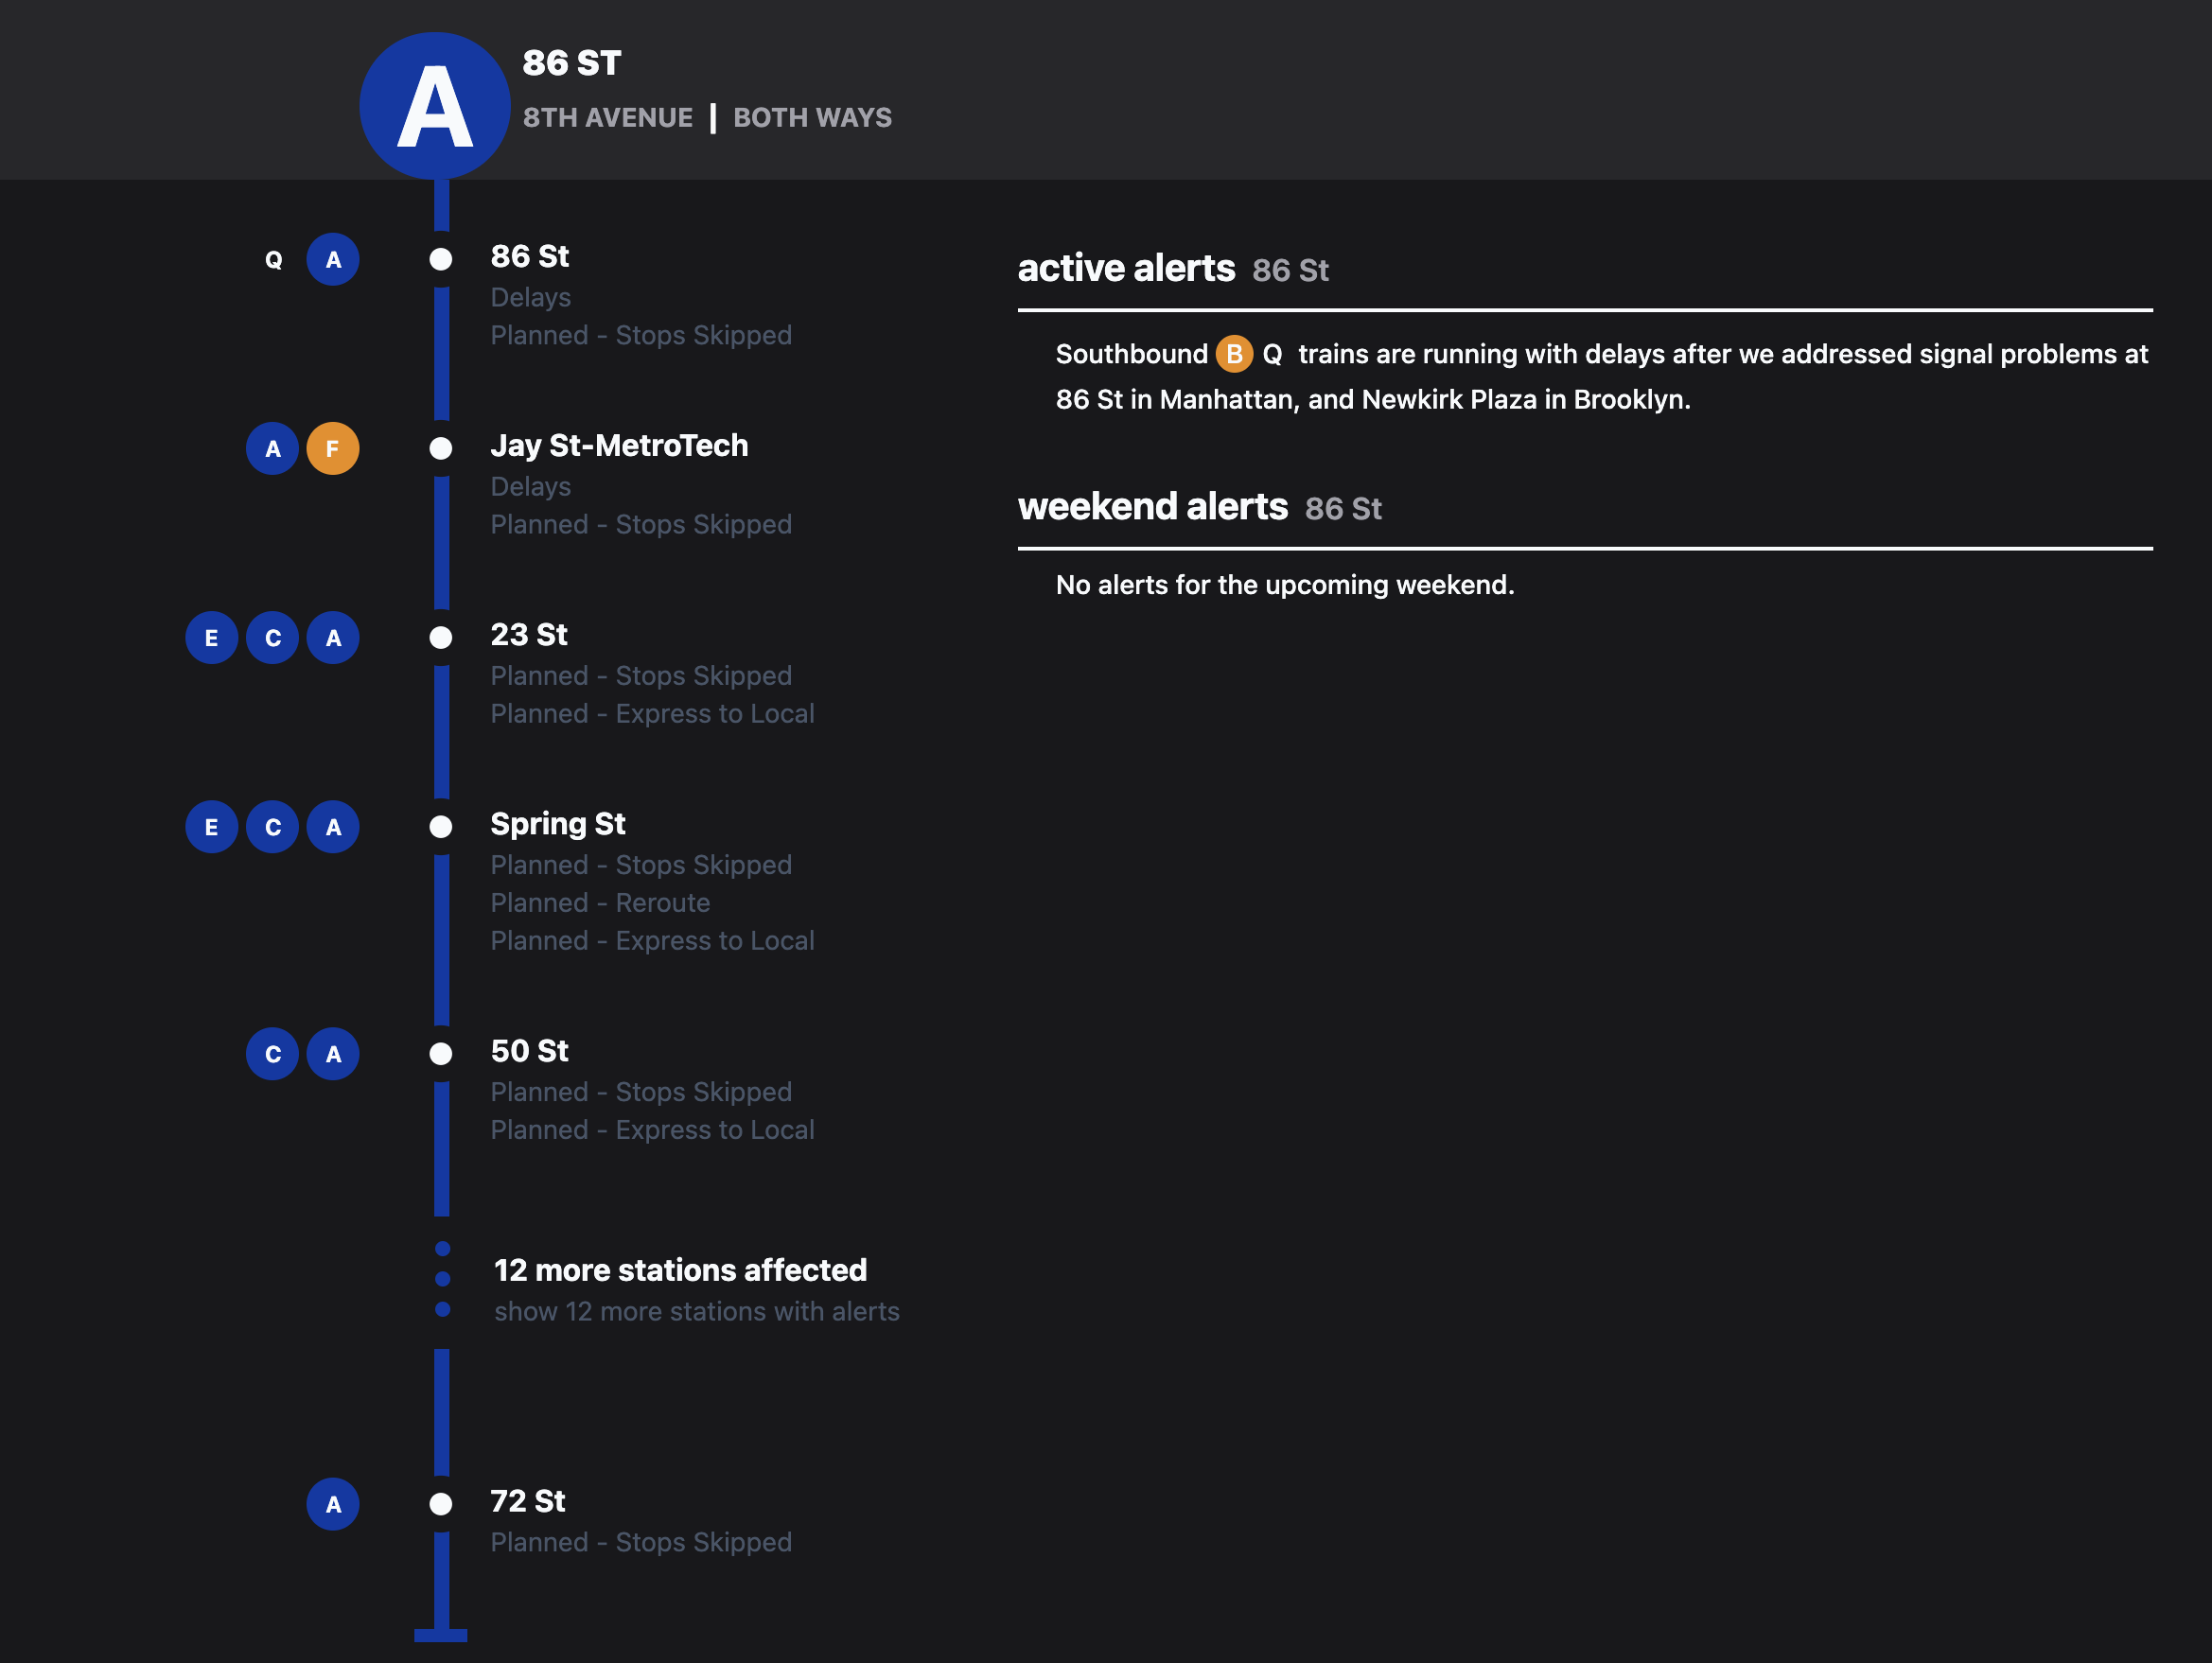 A
86 ST
8TH AVENUE | BOTH WAYS
Q A
86 St
Delays
Planned - Stops Skipped
A F
Jay St-MetroTech
Delays
Planned - Stops Skipped
E C A
23 St
Planned - Stops Skipped
Planned - Express to Local
E C A
Spring St
Planned - Stops Skipped
Planned - Reroute
Planned - Express to Local
C A
50 St
Planned - Stops Skipped
Planned - Express to Local
12 more stations affected
show 12 more stations with alerts
A
72 St
Planned - Stops Skipped
active alerts 86 St
Southbound B Q trains are running with delays after we addressed signal problems at
86 St in Manhattan, and Newkirk Plaza in Brooklyn.
weekend alerts 86 St
No alerts for the upcoming weekend.